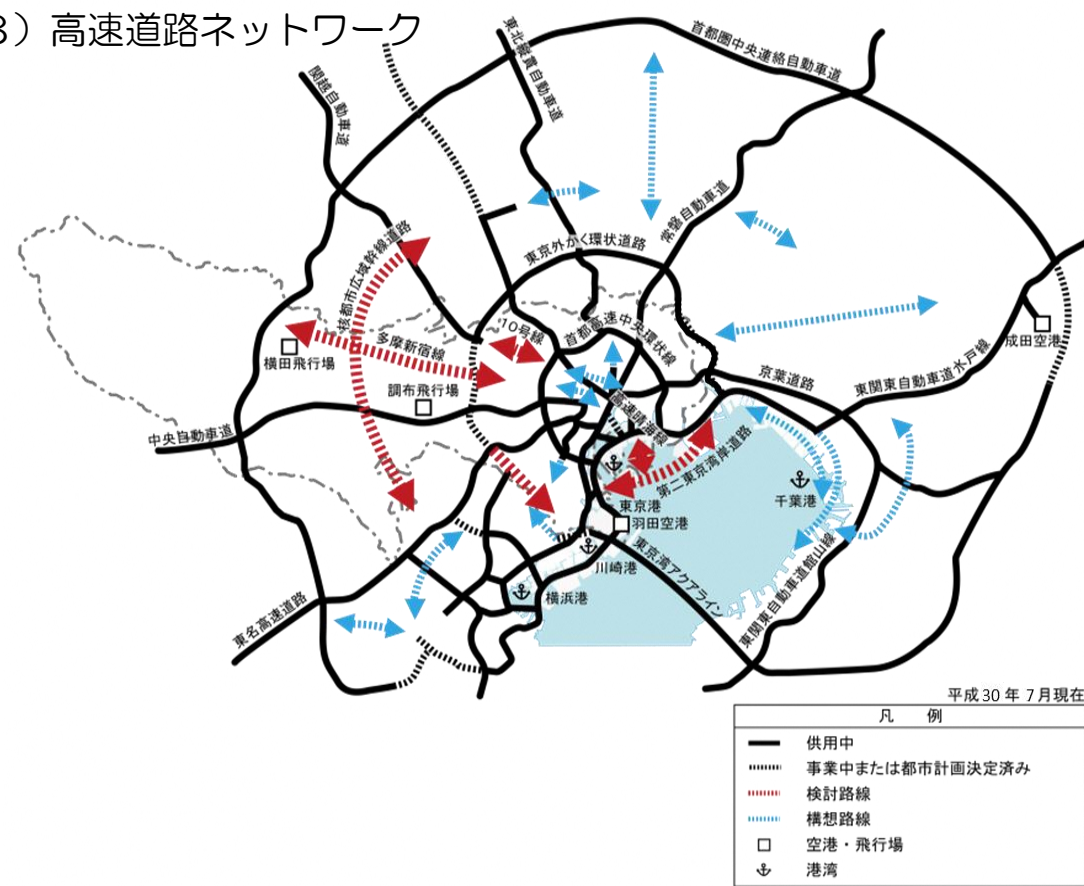 3）高速道路ネットワーク
首都圏中央連絡自動車道
東北縦貫自動車道
関越自動車道
常磐自動車道
東京外かく環状道路
核都市広域幹線道路
多摩新宿線
10号線
首都高速中央環状線
横田飛行場
調布飛行場
成田空港
京葉道路
東関東自動車道水戸線
中央自動車道
高速晴海線
第二東京湾岸道路
千葉港
東京港
羽田空港
川崎港
東京湾アクアライン
横浜港
東関東自動車道館山線
東名高速道路
平成30年7月現在
凡　例
供用中
事業中または都市計画決定済み
検討路線
構想路線
空港・飛行場
港湾